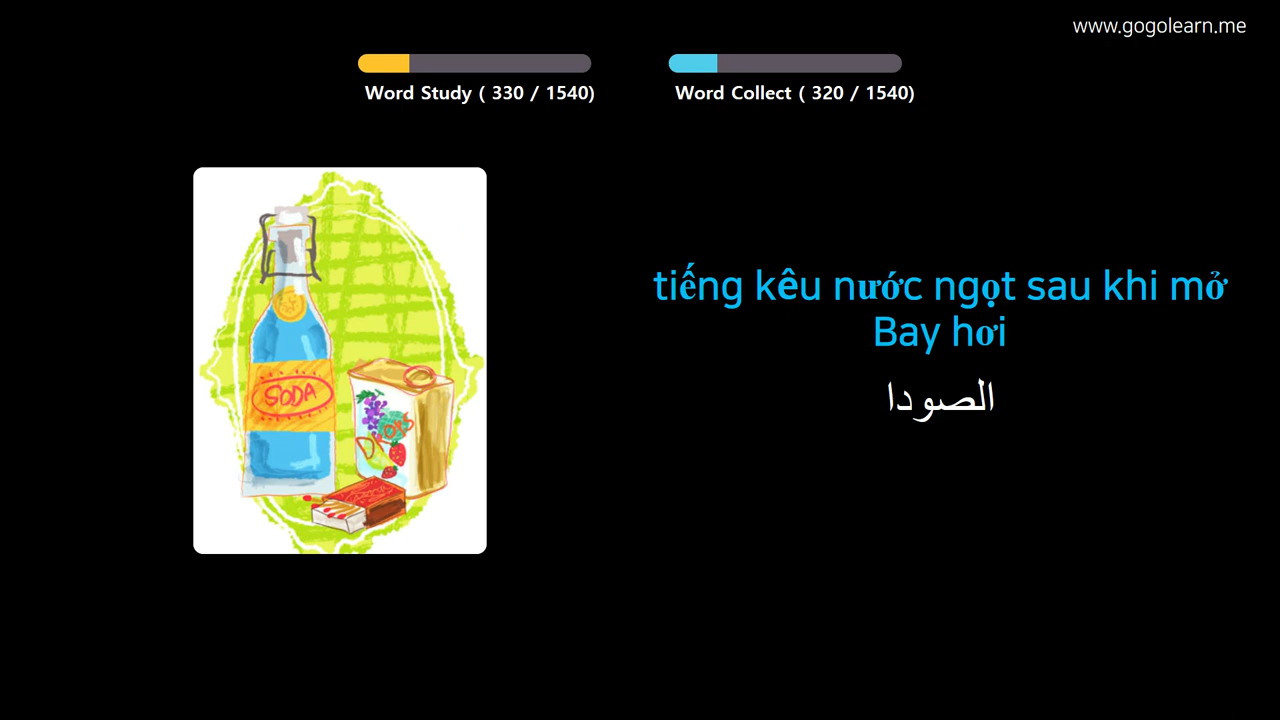 www.gogolearn.me
Word Study ( 330 / 1540)
Word Collect ( 320 / 1540)
SODA
Drops
tiếng kêu nước ngọt sau khi mở
Bay hơi
الصودا